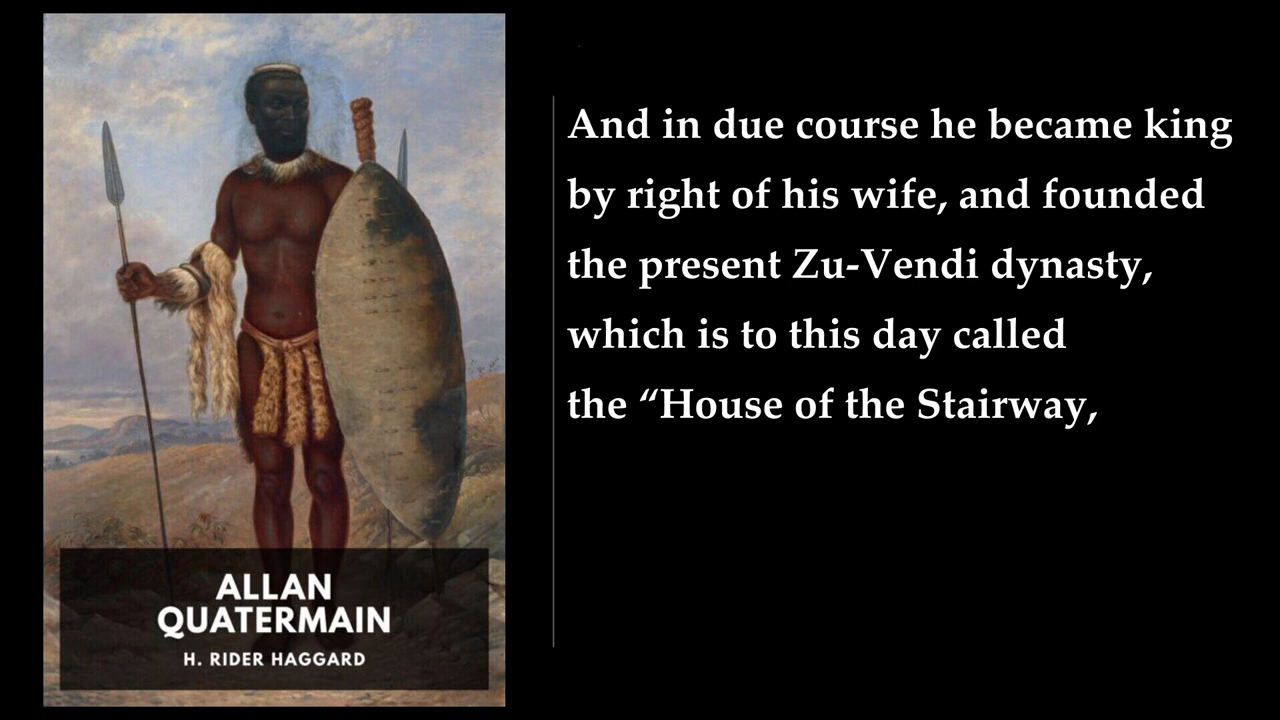 And in due course he became king
by right of his wife, and founded
the present Zu-Vendi dynasty,
which is to this day called
the “House of the Stairway,
ALLAN
QUATERMAIN
H. RIDER HAGGARD